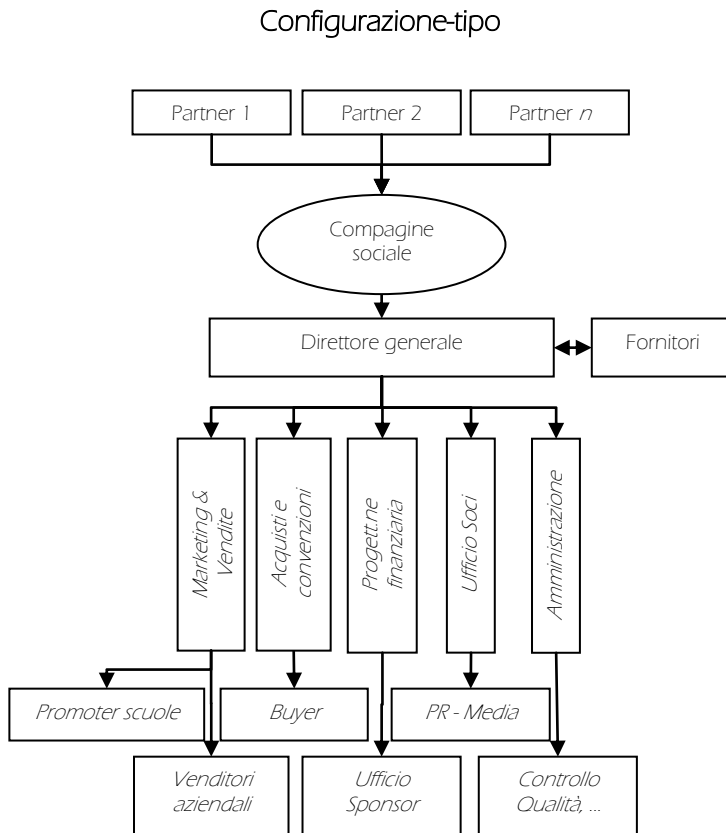 Configurazione-tipo
Partner 1
Partner 2
Partner n
Compagine
sociale
Direttore generale
Fornitori
Marketing &
Vendite
Acquisti e
convenzioni
Progett.ne
finanziaria
Ufficio Soci
Amministrazione
Promoter scuole
Buyer
PR - Media
Venditori
aziendali
Ufficio
Sponsor
Controllo
Qualità, ...